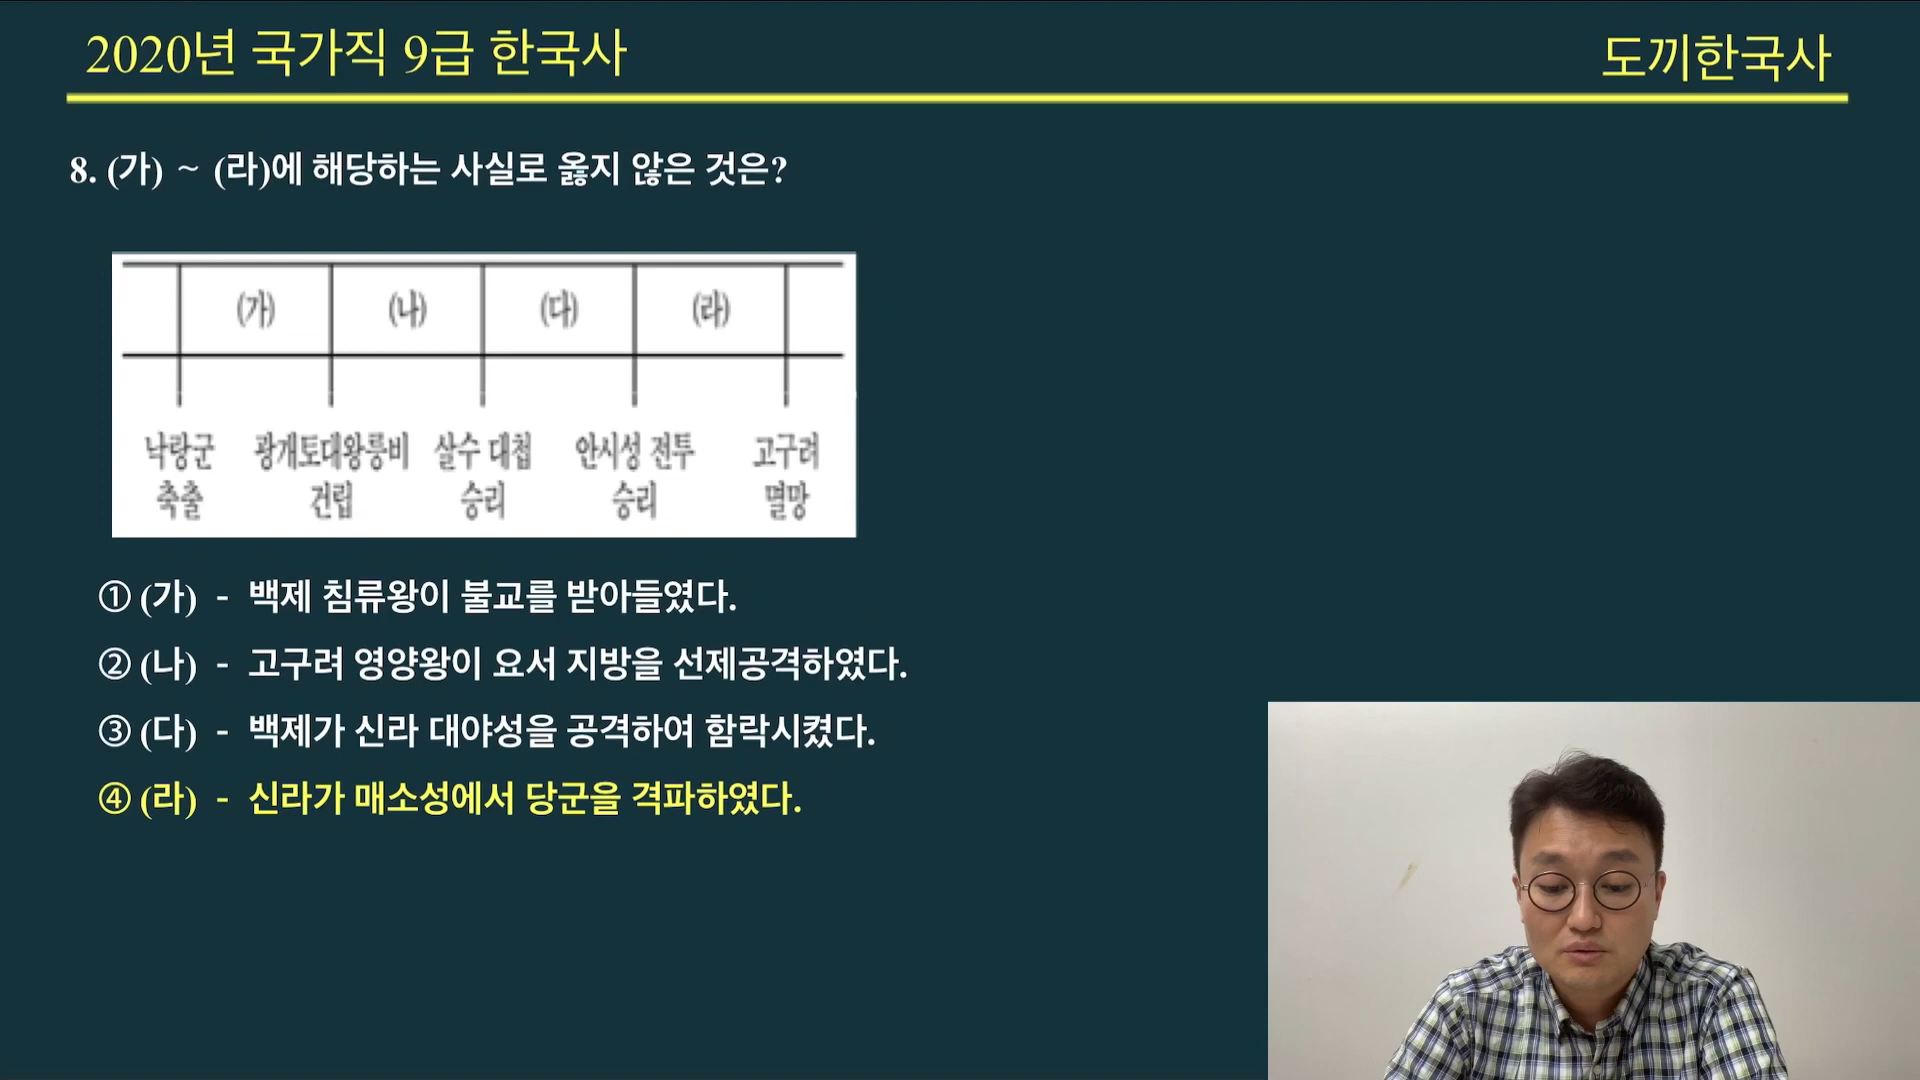 2020년 국가직 9급 한국사
도끼한국사
8. (가) ~ (라)에 해당하는 사실로 옳지 않은 것은?
(가) (나) (다) (라)
낙랑군 축출
광개토대왕릉비 건립
살수 대첩 승리
안시성 전투 승리
고구려 멸망
① (가) - 백제 침류왕이 불교를 받아들였다.
② (나) - 고구려 영양왕이 요서 지방을 선제공격하였다.
③ (다) - 백제가 신라 대야성을 공격하여 함락시켰다.
④ (라) - 신라가 매소성에서 당군을 격파하였다.